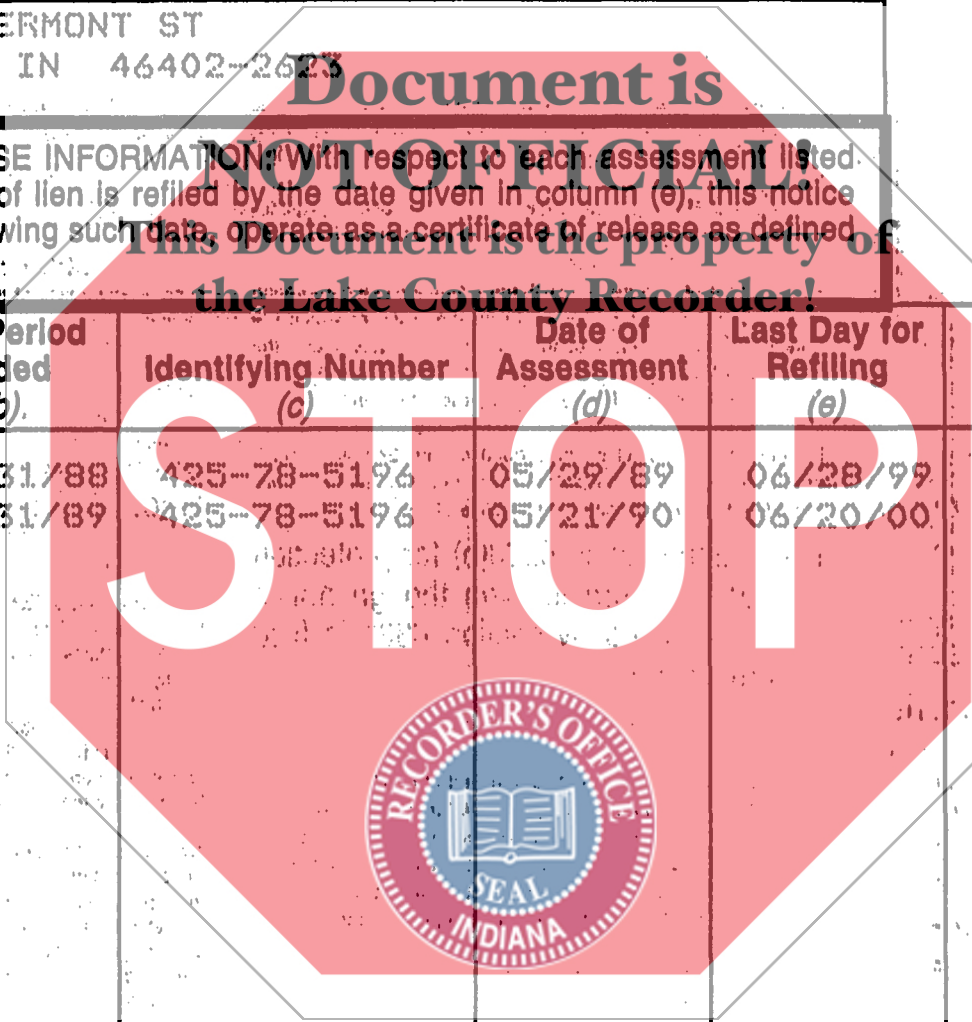 ERMONT ST
IN 46402-2623
Document is
NOT OFFICIAL!
SE INFORMATION: With respect to each assessment listed
of lien is refiled by the date given in column (e), this notice
wing such date, operate as a certificate of release as defined
This Document is the property of
the Lake County Recorder!
eriod
ded
Identifying Number
(c)
Date of
Assessment
(d)
Last Day for
Refiling
(e)
31/88 425-78-5196 05/29/89 06/28/99
31/89 425-78-5196 05/21/90 06/20/00
STOP
RECORDER'S OFFICE
SEAL
INDIANA